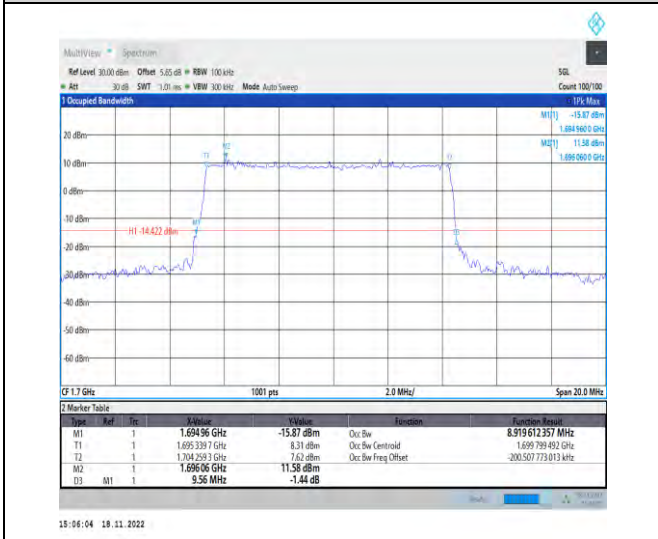 MultiView Spectrum
Ref Level 30.00 dBm Offset 5.65 dB RBW 100 kHz SGL
Att 30 dB SWT 1.01 ms VBW 300 kHz Mode Auto Sweep Count 100/100
1 Occupied Bandwidth 1Pk Max
M1[1] -15.87 dBm
1.694 960 0 GHz
M2[1] 11.58 dBm
1.696 060 0 GHz
20 dBm
M2
T1 T2
10 dBm
0 dBm
-10 dBm
M1
H1 -14.422 dBm
D3
-20 dBm
-30 dBm
-40 dBm
-50 dBm
-60 dBm
CF 1.7 GHz 1001 pts 2.0 MHz/ Span 20.0 MHz
2 Marker Table
Type Ref Trc X-Value Y-Value Function Function Result
M1 1 1.694 96 GHz -15.87 dBm Occ Bw 8.919 612 357 MHz
T1 1 1.695 339 7 GHz 8.31 dBm Occ Bw Centroid 1.699 799 492 GHz
T2 1 1.704 259 3 GHz 7.62 dBm Occ Bw Freq Offset -200.507 773 013 kHz
M2 1 1.696 06 GHz 11.58 dBm
D3 M1 1 9.56 MHz -1.44 dB
15:06:04 18.11.2022